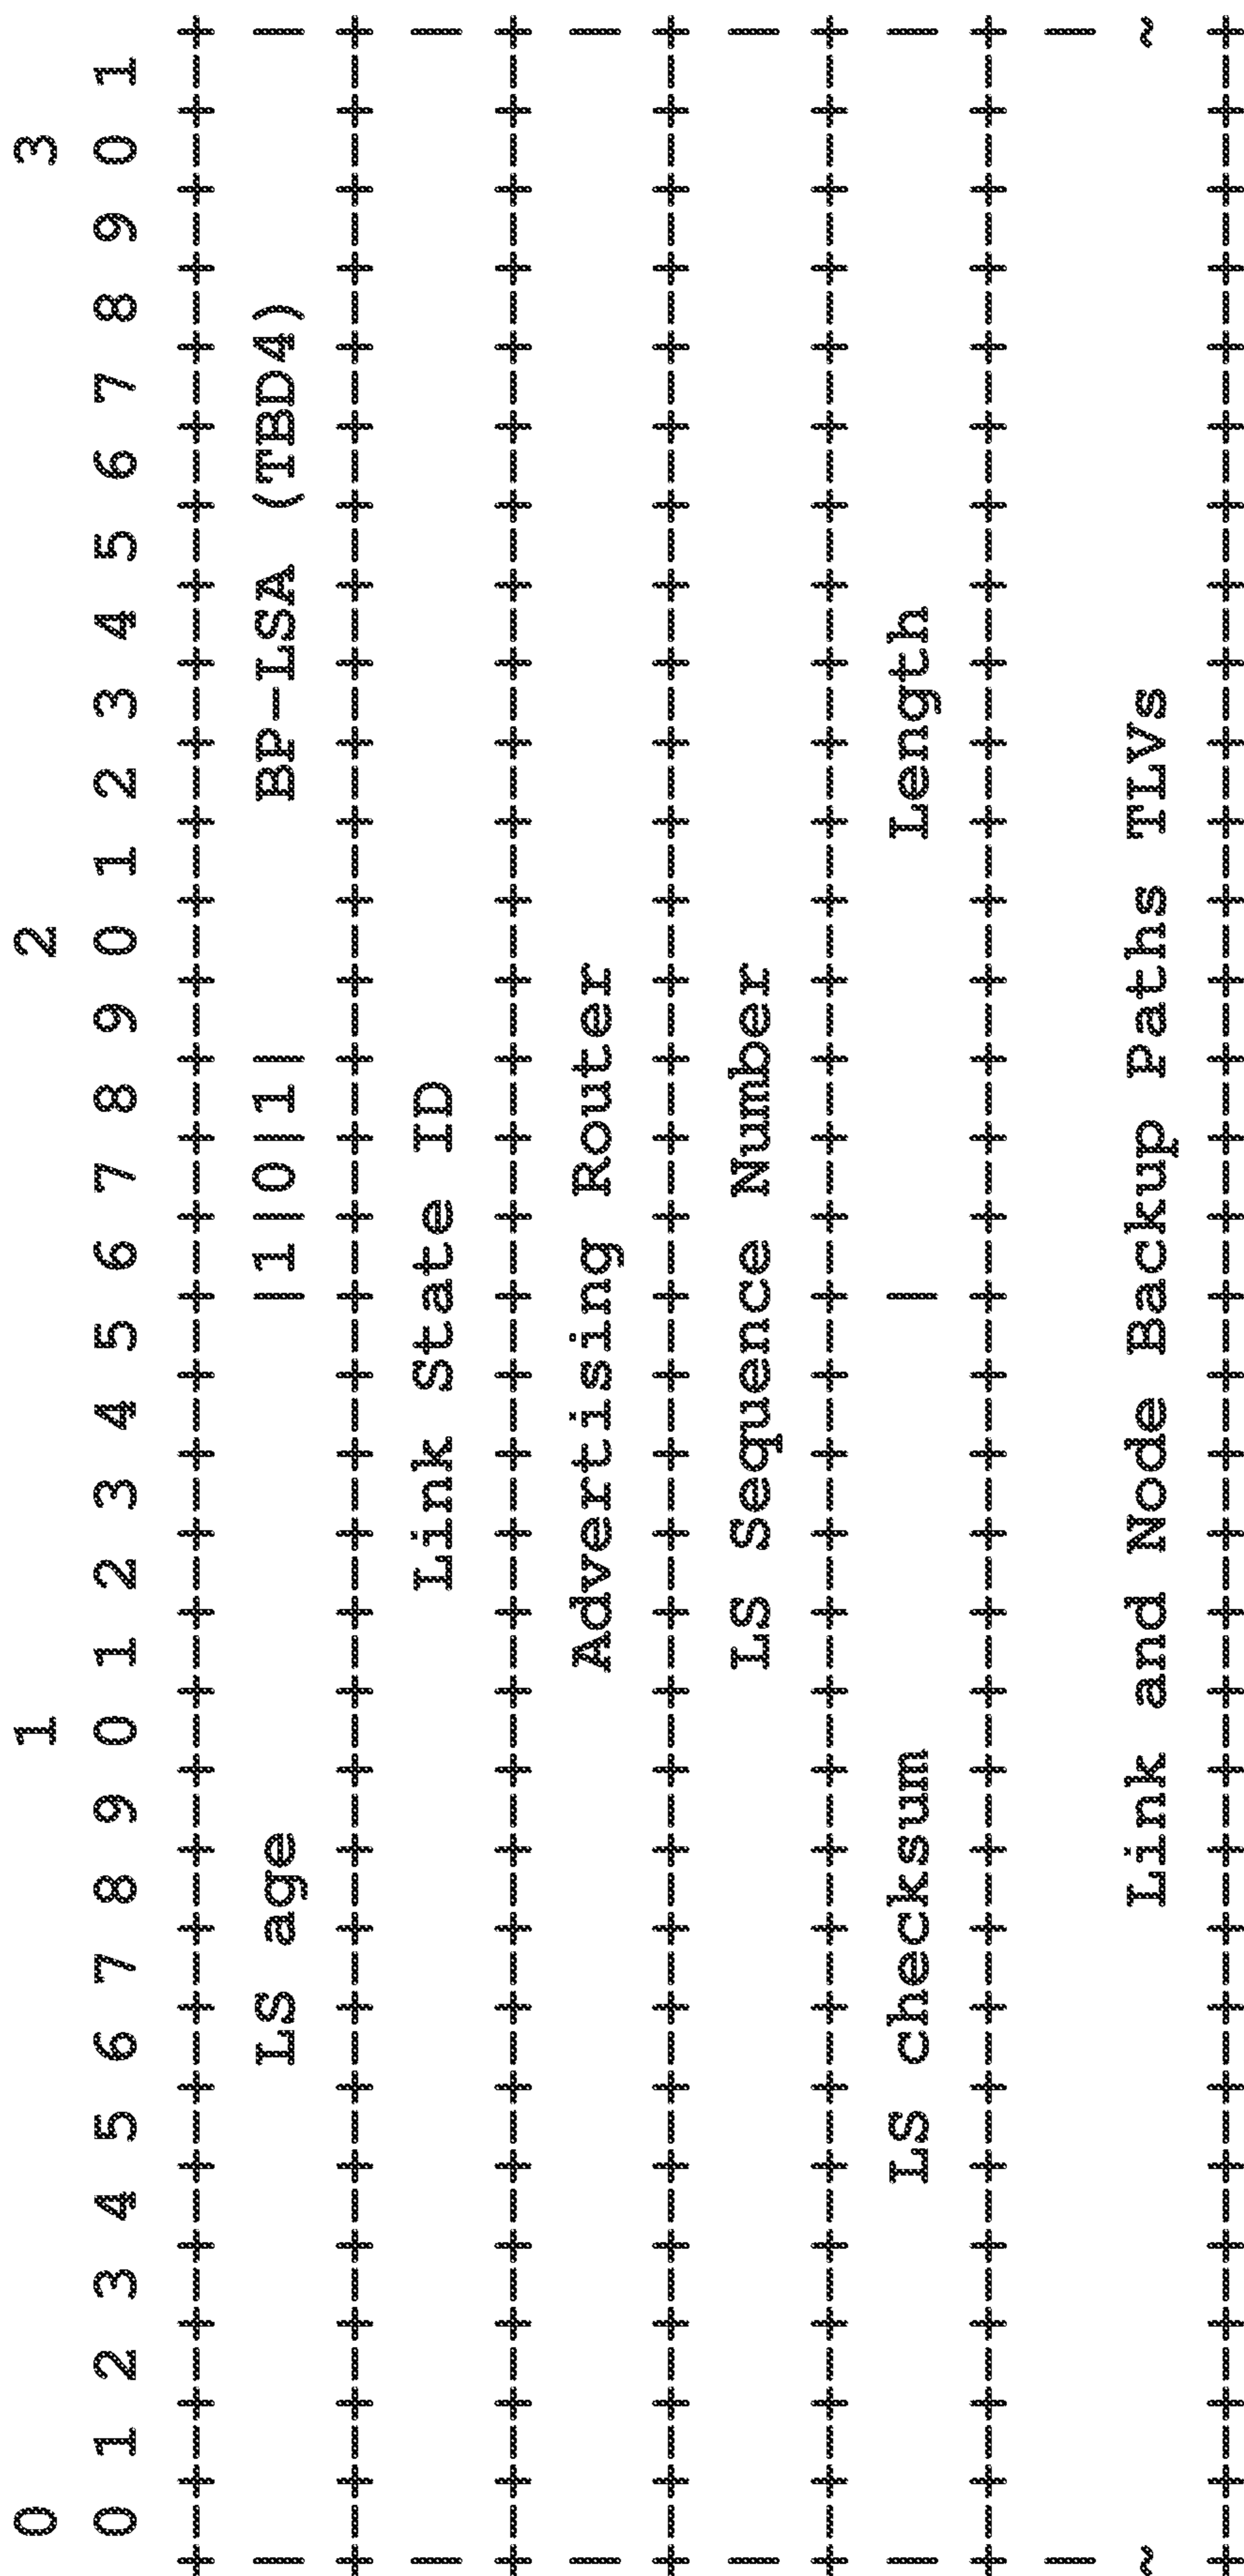 0                   1                   2                   3
 0 1 2 3 4 5 6 7 8 9 0 1 2 3 4 5 6 7 8 9 0 1 2 3 4 5 6 7 8 9 0 1
+-+-+-+-+-+-+-+-+-+-+-+-+-+-+-+-+-+-+-+-+-+-+-+-+-+-+-+-+-+-+-+-+
|            LS age             |1|0|1|      BP-LSA (TBD4)      |
+-+-+-+-+-+-+-+-+-+-+-+-+-+-+-+-+-+-+-+-+-+-+-+-+-+-+-+-+-+-+-+-+
|                        Link State ID                          |
+-+-+-+-+-+-+-+-+-+-+-+-+-+-+-+-+-+-+-+-+-+-+-+-+-+-+-+-+-+-+-+-+
|                      Advertising Router                       |
+-+-+-+-+-+-+-+-+-+-+-+-+-+-+-+-+-+-+-+-+-+-+-+-+-+-+-+-+-+-+-+-+
|                      LS Sequence Number                       |
+-+-+-+-+-+-+-+-+-+-+-+-+-+-+-+-+-+-+-+-+-+-+-+-+-+-+-+-+-+-+-+-+
|         LS checksum           |           Length              |
+-+-+-+-+-+-+-+-+-+-+-+-+-+-+-+-+-+-+-+-+-+-+-+-+-+-+-+-+-+-+-+-+
|                                                               |
~                Link and Node Backup Paths TLVs                ~
+-+-+-+-+-+-+-+-+-+-+-+-+-+-+-+-+-+-+-+-+-+-+-+-+-+-+-+-+-+-+-+-+